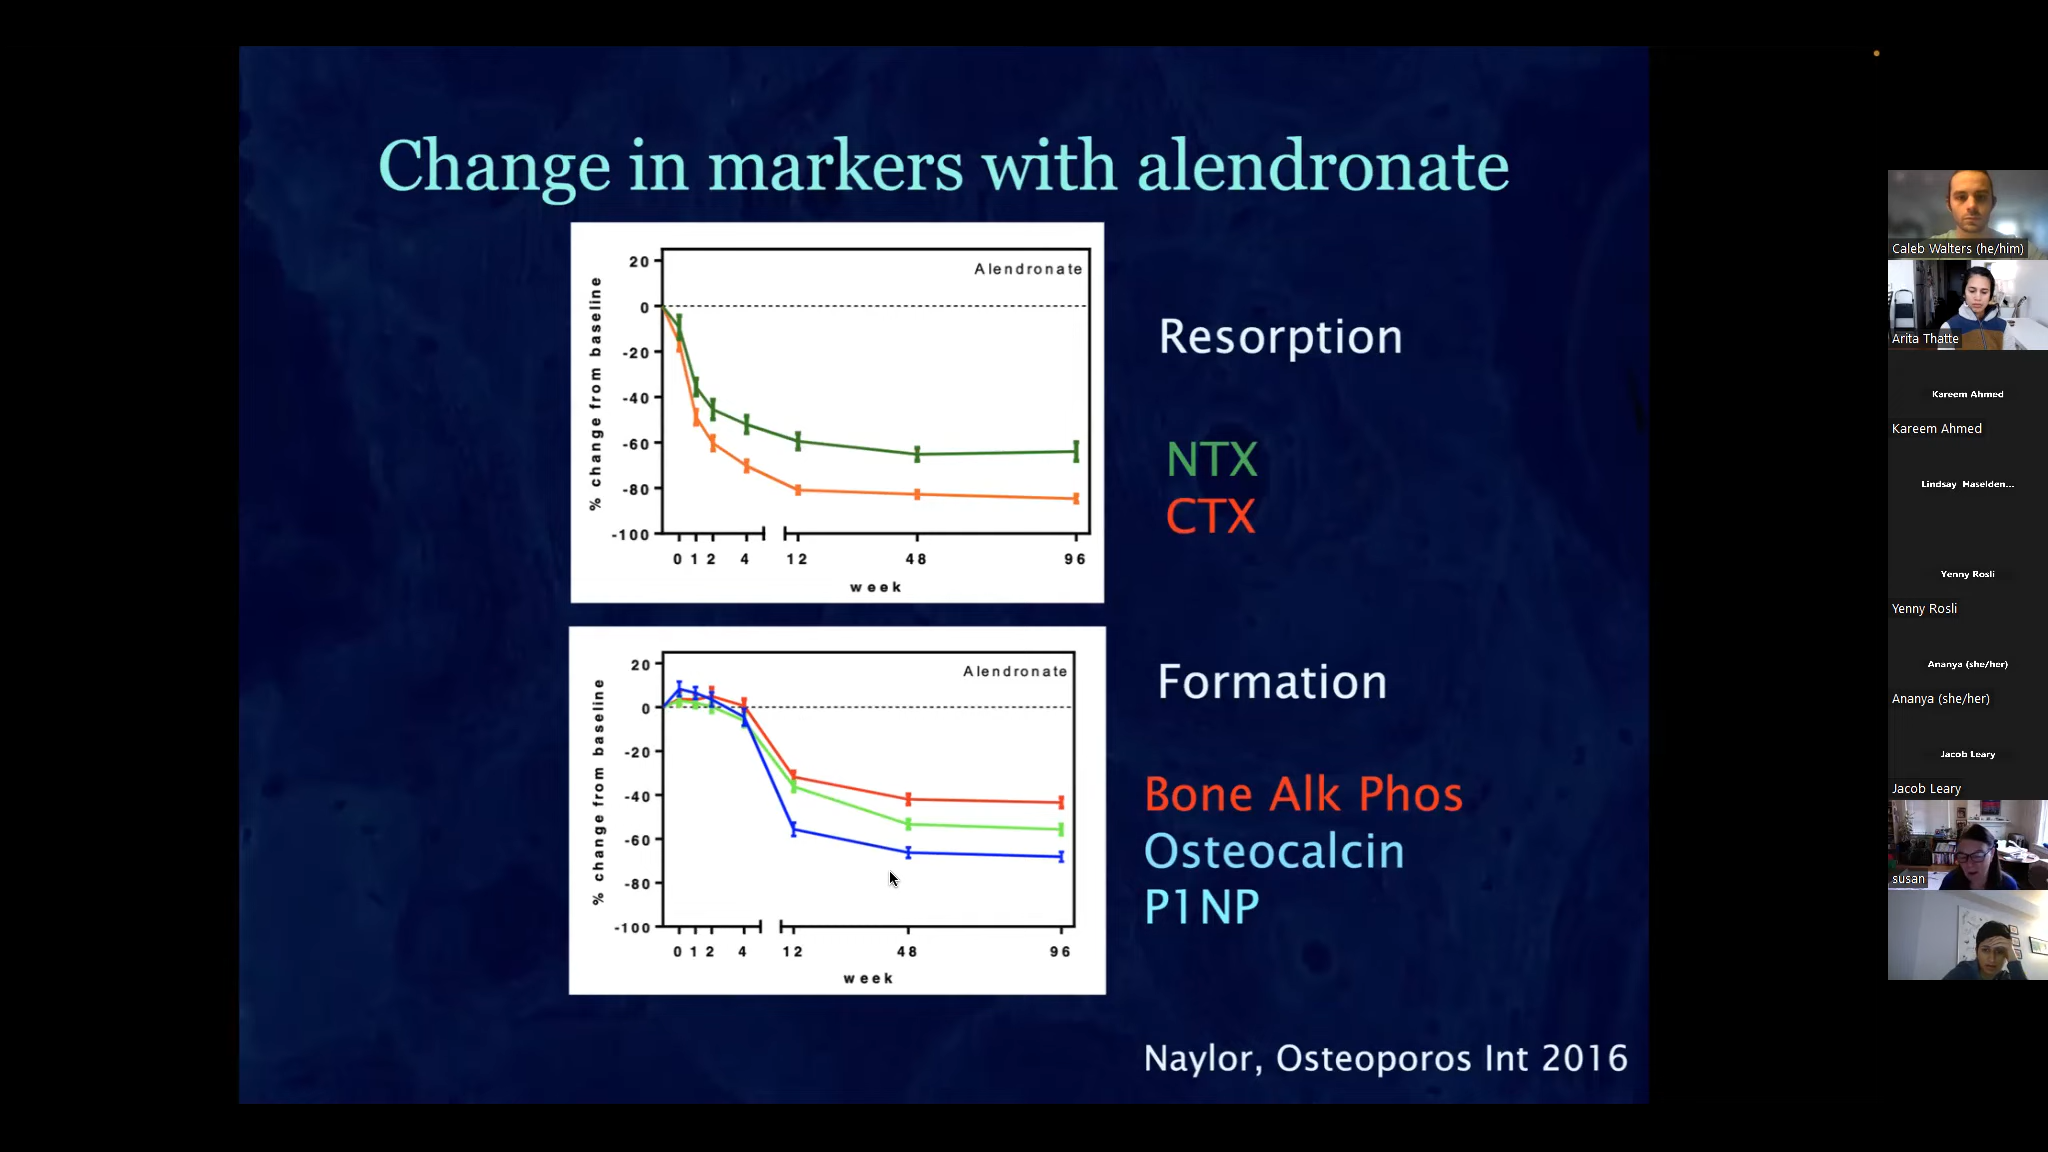 Change in markers with alendronate
Alendronate
20
0
-20
-40
-60
-80
-100
% change from baseline
0 1 2 4 12 48 96
week
Resorption
NTX
CTX
Alendronate
20
0
-20
-40
-60
-80
-100
% change from baseline
0 1 2 4 12 48 96
week
Formation
Bone Alk Phos
Osteocalcin
P1NP
Naylor, Osteoporos Int 2016
Caleb Walters (he/him)
Arita Thatte
Kareem Ahmed
Kareem Ahmed
Lindsay Haselden...
Yenny Rosli
Yenny Rosli
Ananya (she/her)
Ananya (she/her)
Jacob Leary
Jacob Leary
susan